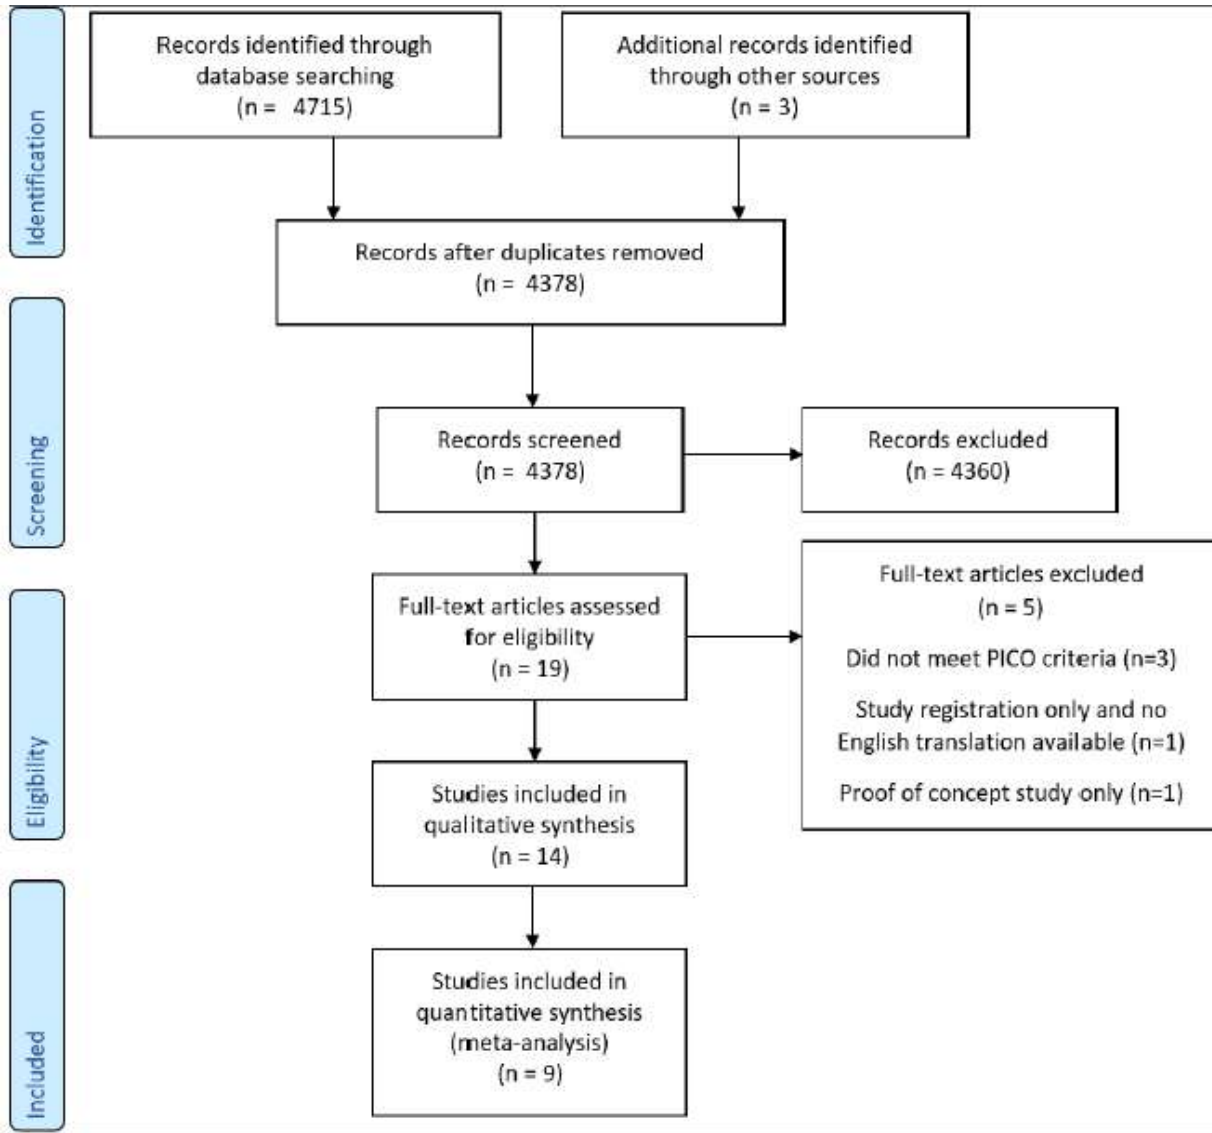 Identification
Records identified through
database searching
(n = 4715)
Additional records identified
through other sources
(n = 3)
Records after duplicates removed
(n = 4378)
Screening
Records screened
(n = 4378)
Records excluded
(n = 4360)
Eligibility
Full-text articles assessed
for eligibility
(n = 19)
Full-text articles excluded
(n = 5)
Did not meet PICO criteria (n=3)
Study registration only and no
English translation available (n=1)
Proof of concept study only (n=1)
Studies included in
qualitative synthesis
(n = 14)
Included
Studies included in
quantitative synthesis
(meta-analysis)
(n = 9)